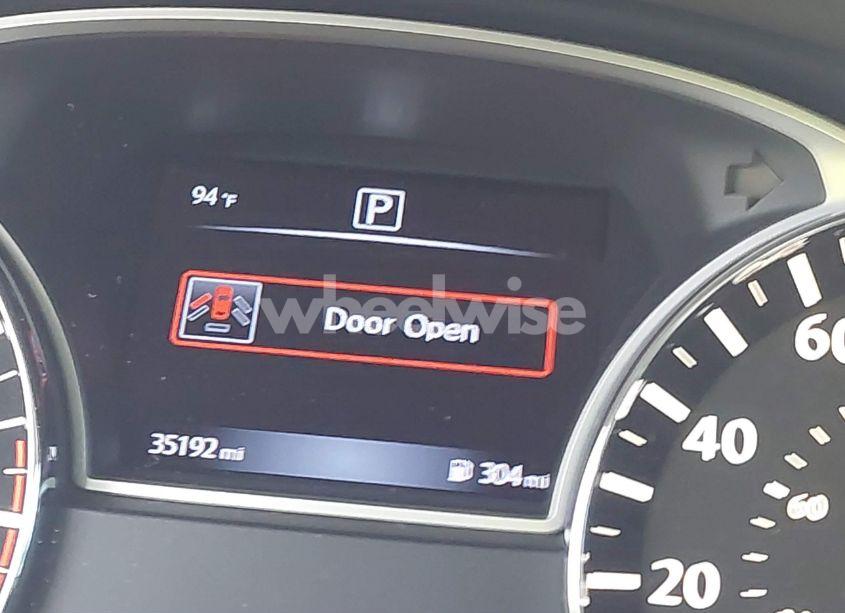 94 °F
P
wheelwise
Door Open
35192 mi
304 mi
60
40
60
20